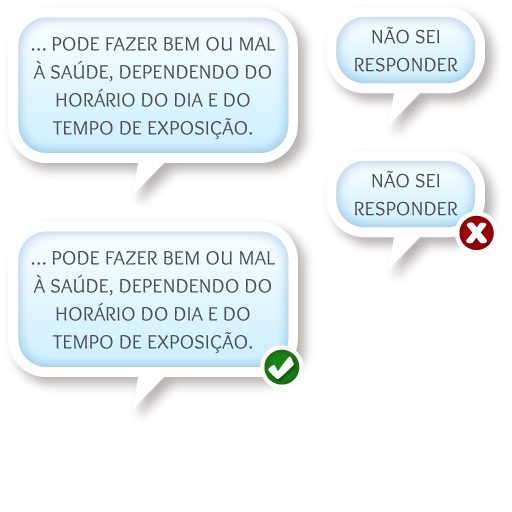 ... PODE FAZER BEM OU MAL
À SAÚDE, DEPENDENDO DO
HORÁRIO DO DIA E DO
TEMPO DE EXPOSIÇÃO.
NÃO SEI
RESPONDER
NÃO SEI
RESPONDER
... PODE FAZER BEM OU MAL
À SAÚDE, DEPENDENDO DO
HORÁRIO DO DIA E DO
TEMPO DE EXPOSIÇÃO.